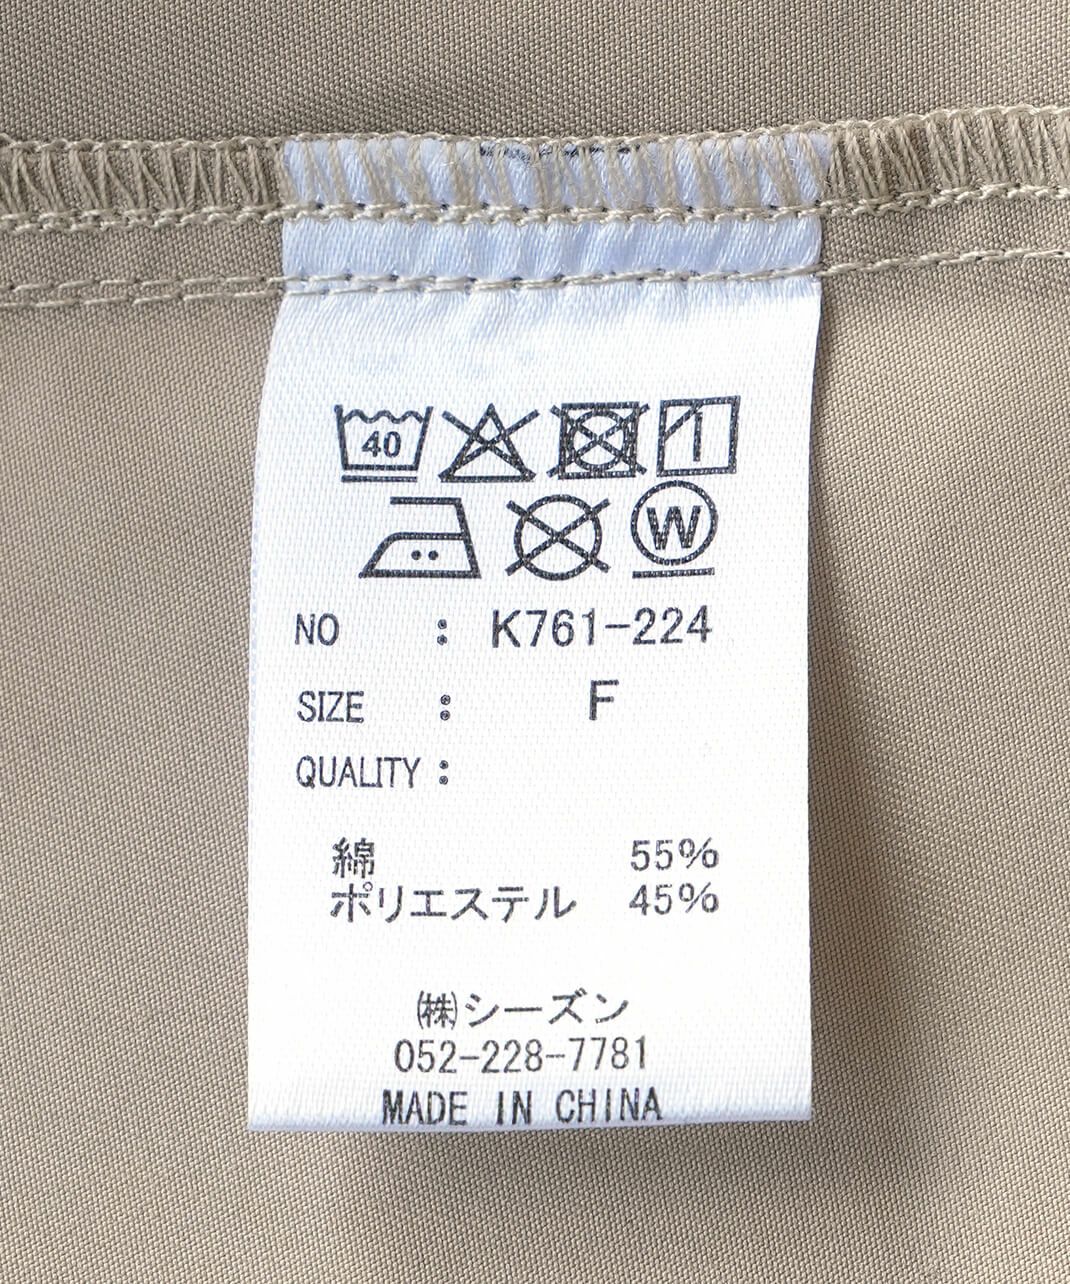 40
W
NO : K761-224
SIZE : F
QUALITY :
綿 55%
ポリエステル 45%
㈱シーズン
052-228-7781
MADE IN CHINA